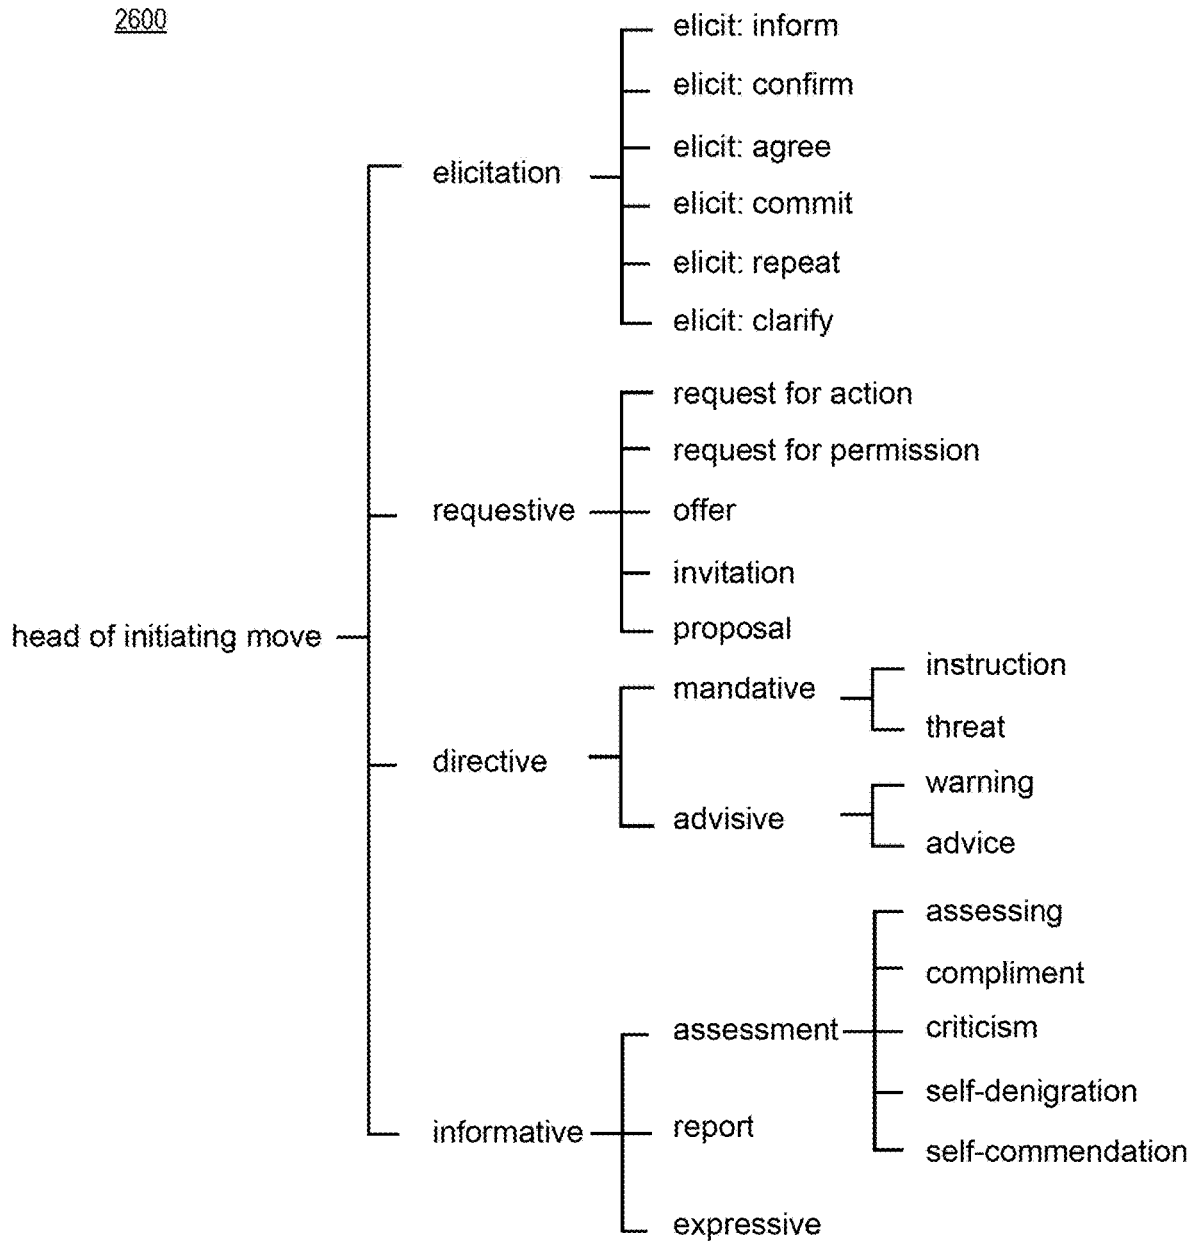 2600
elicit: inform
elicit: confirm
elicit: agree
elicitation
elicit: commit
elicit: repeat
elicit: clarify
request for action
request for permission
requestive
offer
invitation
proposal
head of initiating move
mandative
instruction
threat
directive
advisive
warning
advice
assessing
compliment
assessment
criticism
self-denigration
self-commendation
informative
report
expressive